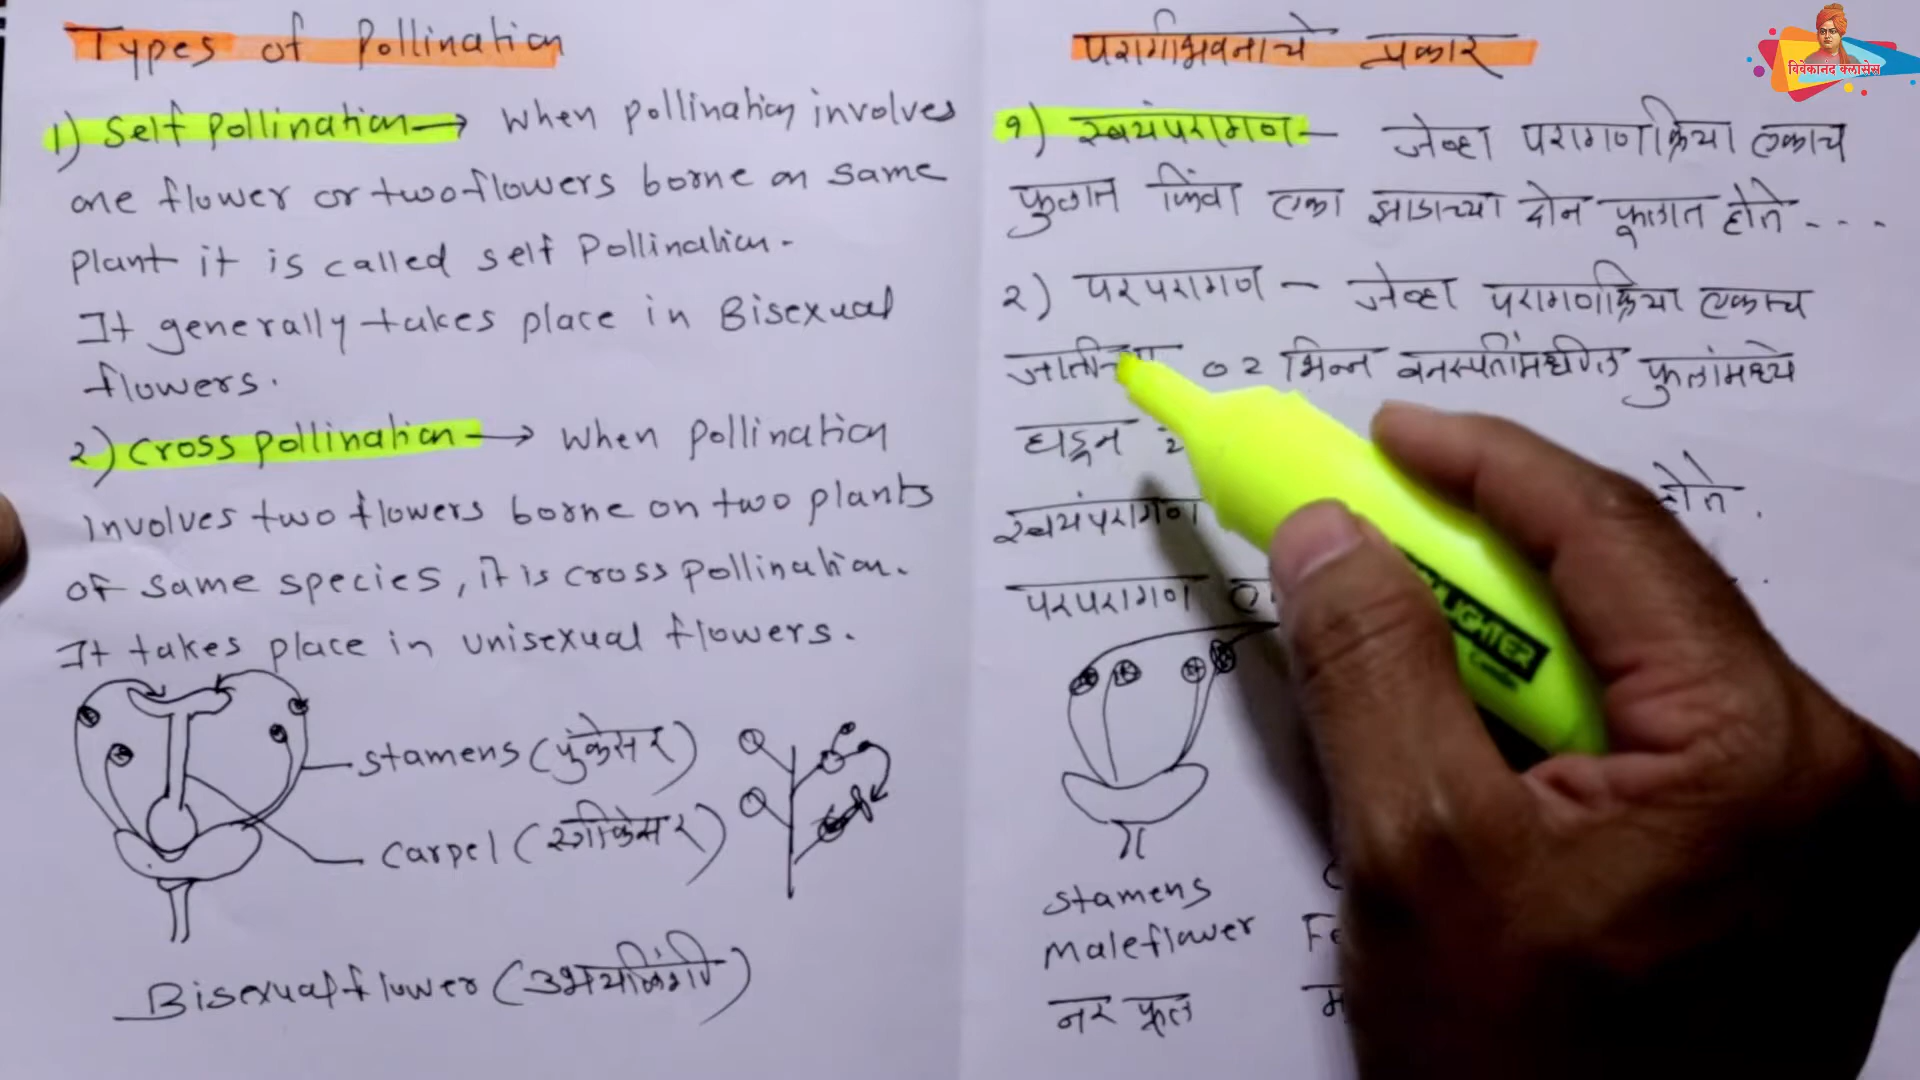 Types of Pollination
1) Self pollination → When pollination involves
one flower or two flowers borne on same
plant it is called self Pollination.
It generally takes place in Bisexual
flowers.
2) Cross pollination → When pollination
involves two flowers borne on two plants
of same species, it is cross pollination.
It takes place in unisexual flowers.
stamens (पुंकेसर)
carpel (स्त्रीकेसर)
Bisexual flower (उभयलिंगी)
परागीभवनाचे प्रकार
१) स्वयंपरागण – जेव्हा परागणक्रिया एकाच
फुलात किंवा एका झाडाच्या दोन फूलात होते - - -
२) परपरागण – जेव्हा परागणक्रिया एकाच
०२ भिन्न वनस्पतींमधील फुलांमध्ये
घडून
स्वयंपरागण होते.
परपरागण
stamens
Male flower
नर फूल
विवेकानंद क्लासेस